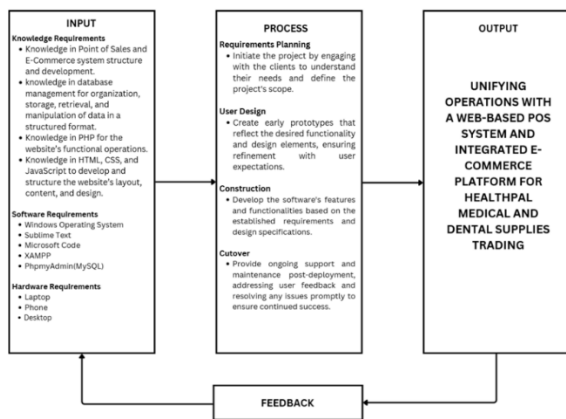 INPUT
Knowledge Requirements
• Knowledge in Point of Sales and
E-Commerce system structure
and development.
• knowledge in database
management for organization,
storage, retrieval, and
manipulation of data in a
structured format.
• Knowledge in PHP for the
website's functional operations.
• Knowledge in HTML, CSS, and
JavaScript to develop and
structure the website's layout,
content, and design.
Software Requirements
• Windows Operating System
• Sublime Text
• Microsoft Code
• XAMPP
• PhpmyAdmin(MySQL)
Hardware Requirements
• Laptop
• Phone
• Desktop
PROCESS
Requirements Planning
• Initiate the project by engaging
with the clients to understand
their needs and define the
project's scope.
User Design
• Create early prototypes that
reflect the desired functionality
and design elements, ensuring
refinement with user
expectations.
Construction
• Develop the software's features
and functionalities based on the
established requirements and
design specifications.
Cutover
• Provide ongoing support and
maintenance post-deployment,
addressing user feedback and
resolving any issues promptly to
ensure continued success.
OUTPUT
UNIFYING
OPERATIONS WITH
A WEB-BASED POS
SYSTEM AND
INTEGRATED E-
COMMERCE
PLATFORM FOR
HEALTHPAL
MEDICAL AND
DENTAL SUPPLIES
TRADING
FEEDBACK